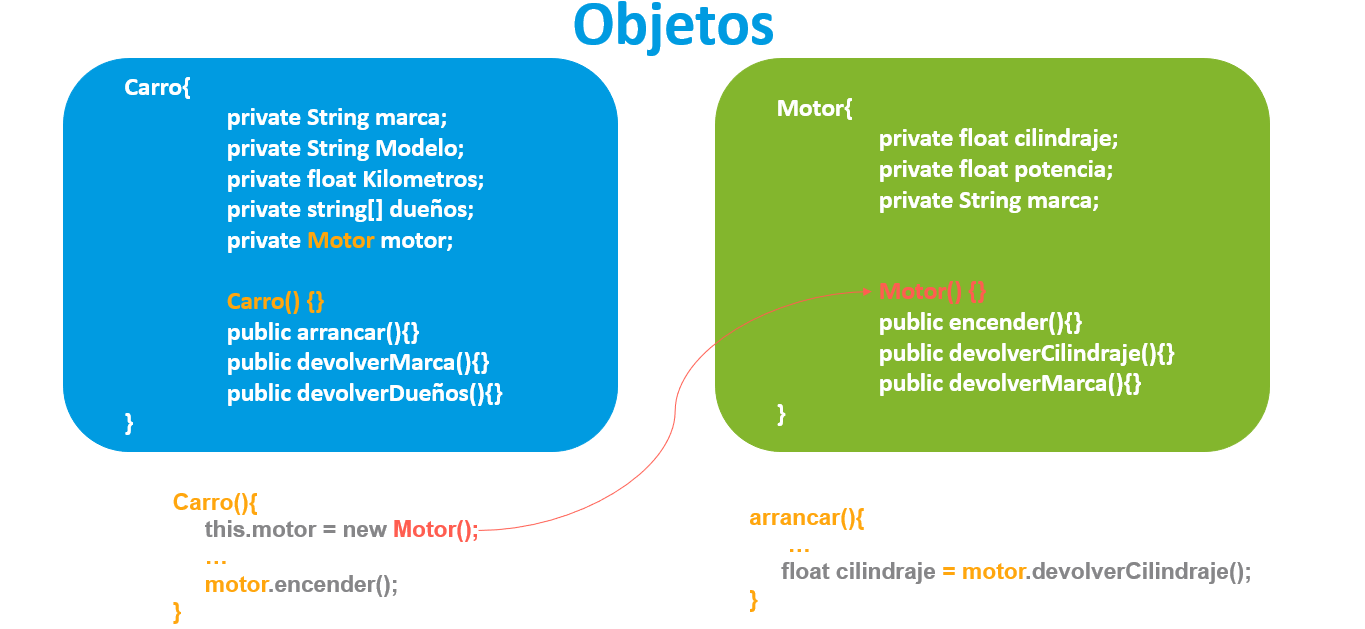 Objetos
Carro{
private String marca;
private String Modelo;
private float Kilometros;
private string[] dueños;
private Motor motor;
Carro() {}
public arrancar(){}
public devolverMarca(){}
public devolverDueños(){}
}
Motor{
private float cilindraje;
private float potencia;
private String marca;
Motor() {}
public encender(){}
public devolverCilindraje(){}
public devolverMarca(){}
}
Carro(){
this.motor = new Motor();
...
motor.encender();
}
arrancar(){
...
float cilindraje = motor.devolverCilindraje();
}